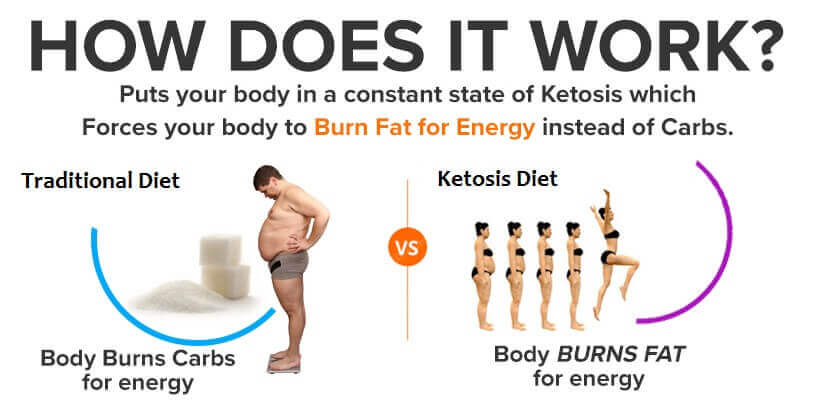 HOW DOES IT WORK?
Puts your body in a constant state of Ketosis which
Forces your body to Burn Fat for Energy instead of Carbs.
Traditional Diet
Body Burns Carbs
for energy
VS
Ketosis Diet
Body BURNS FAT
for energy